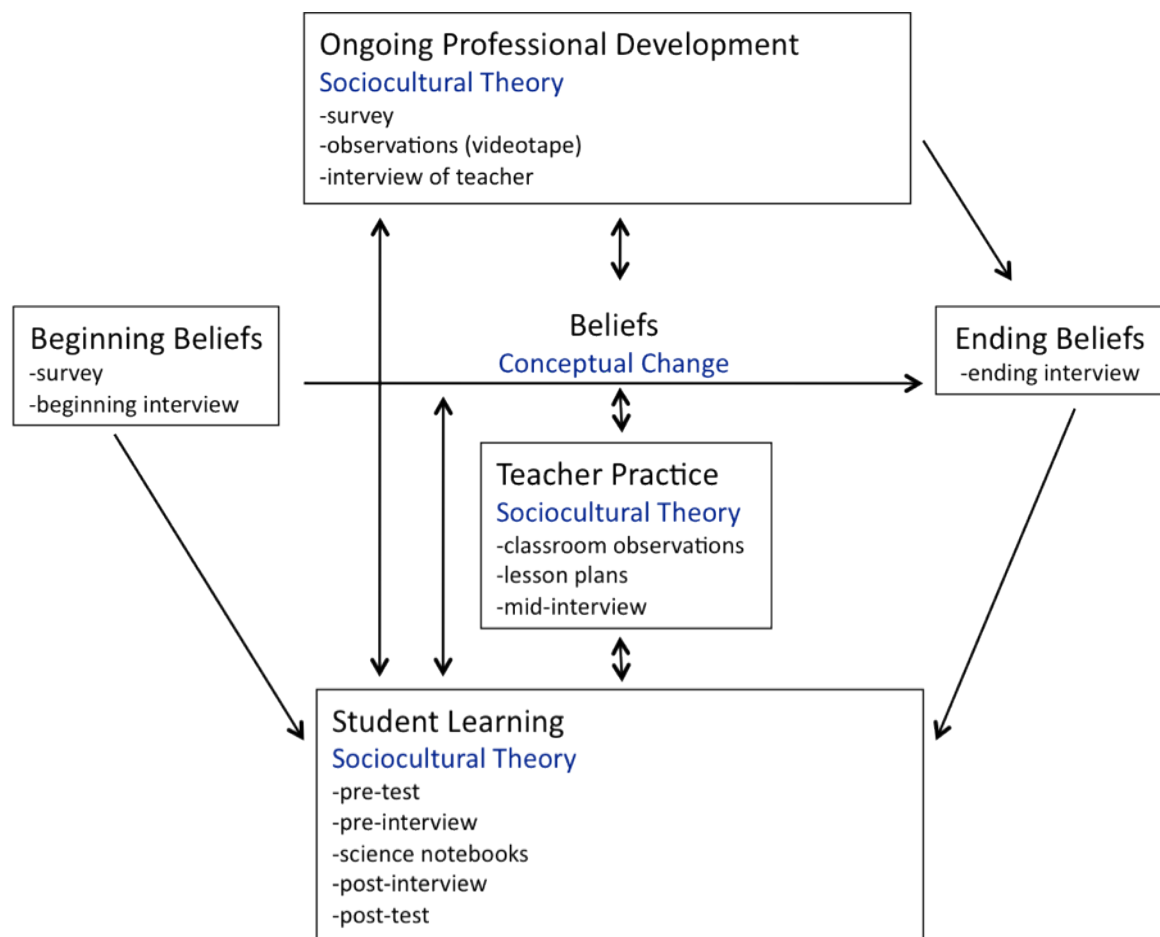 Ongoing Professional Development
Sociocultural Theory
-survey
-observations (videotape)
-interview of teacher
Beginning Beliefs
-survey
-beginning interview
Beliefs
Conceptual Change
Ending Beliefs
-ending interview
Teacher Practice
Sociocultural Theory
-classroom observations
-lesson plans
-mid-interview
Student Learning
Sociocultural Theory
-pre-test
-pre-interview
-science notebooks
-post-interview
-post-test